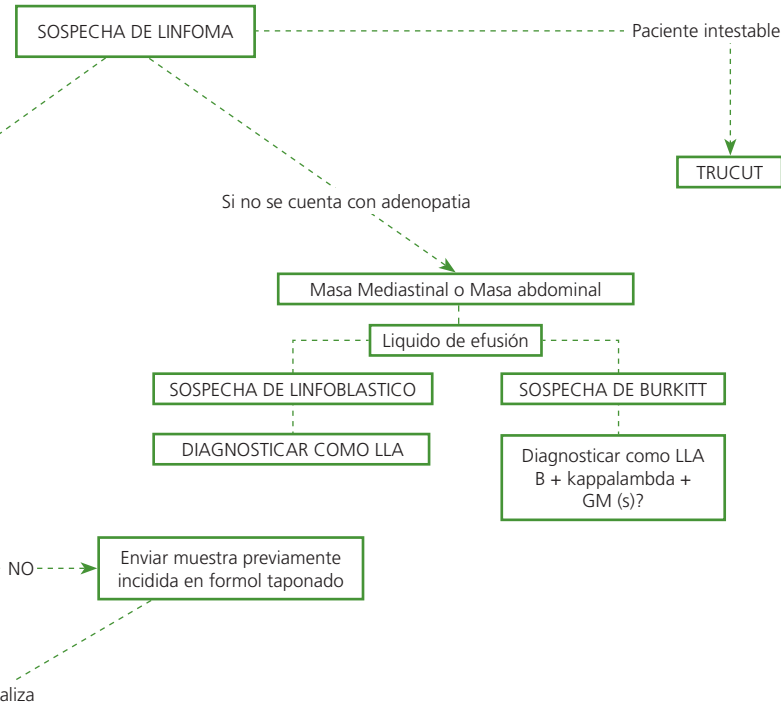 SOSPECHA DE LINFOMA
Paciente intestable
TRUCUT
Si no se cuenta con adenopatia
Masa Mediastinal o Masa abdominal
Liquido de efusión
SOSPECHA DE LINFOBLASTICO
SOSPECHA DE BURKITT
DIAGNOSTICAR COMO LLA
Diagnosticar como LLA
B + kappalambda +
GM (s)?
NO
Enviar muestra previamente
incidida en formol taponado
aliza